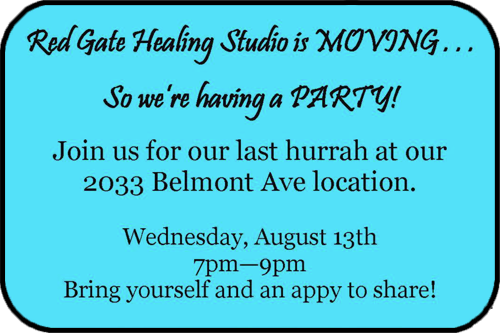 Red Gate Healing Studio is MOVING...
So we're having a PARTY!
Join us for our last hurrah at our
2033 Belmont Ave location.
Wednesday, August 13th
7pm—9pm
Bring yourself and an appy to share!